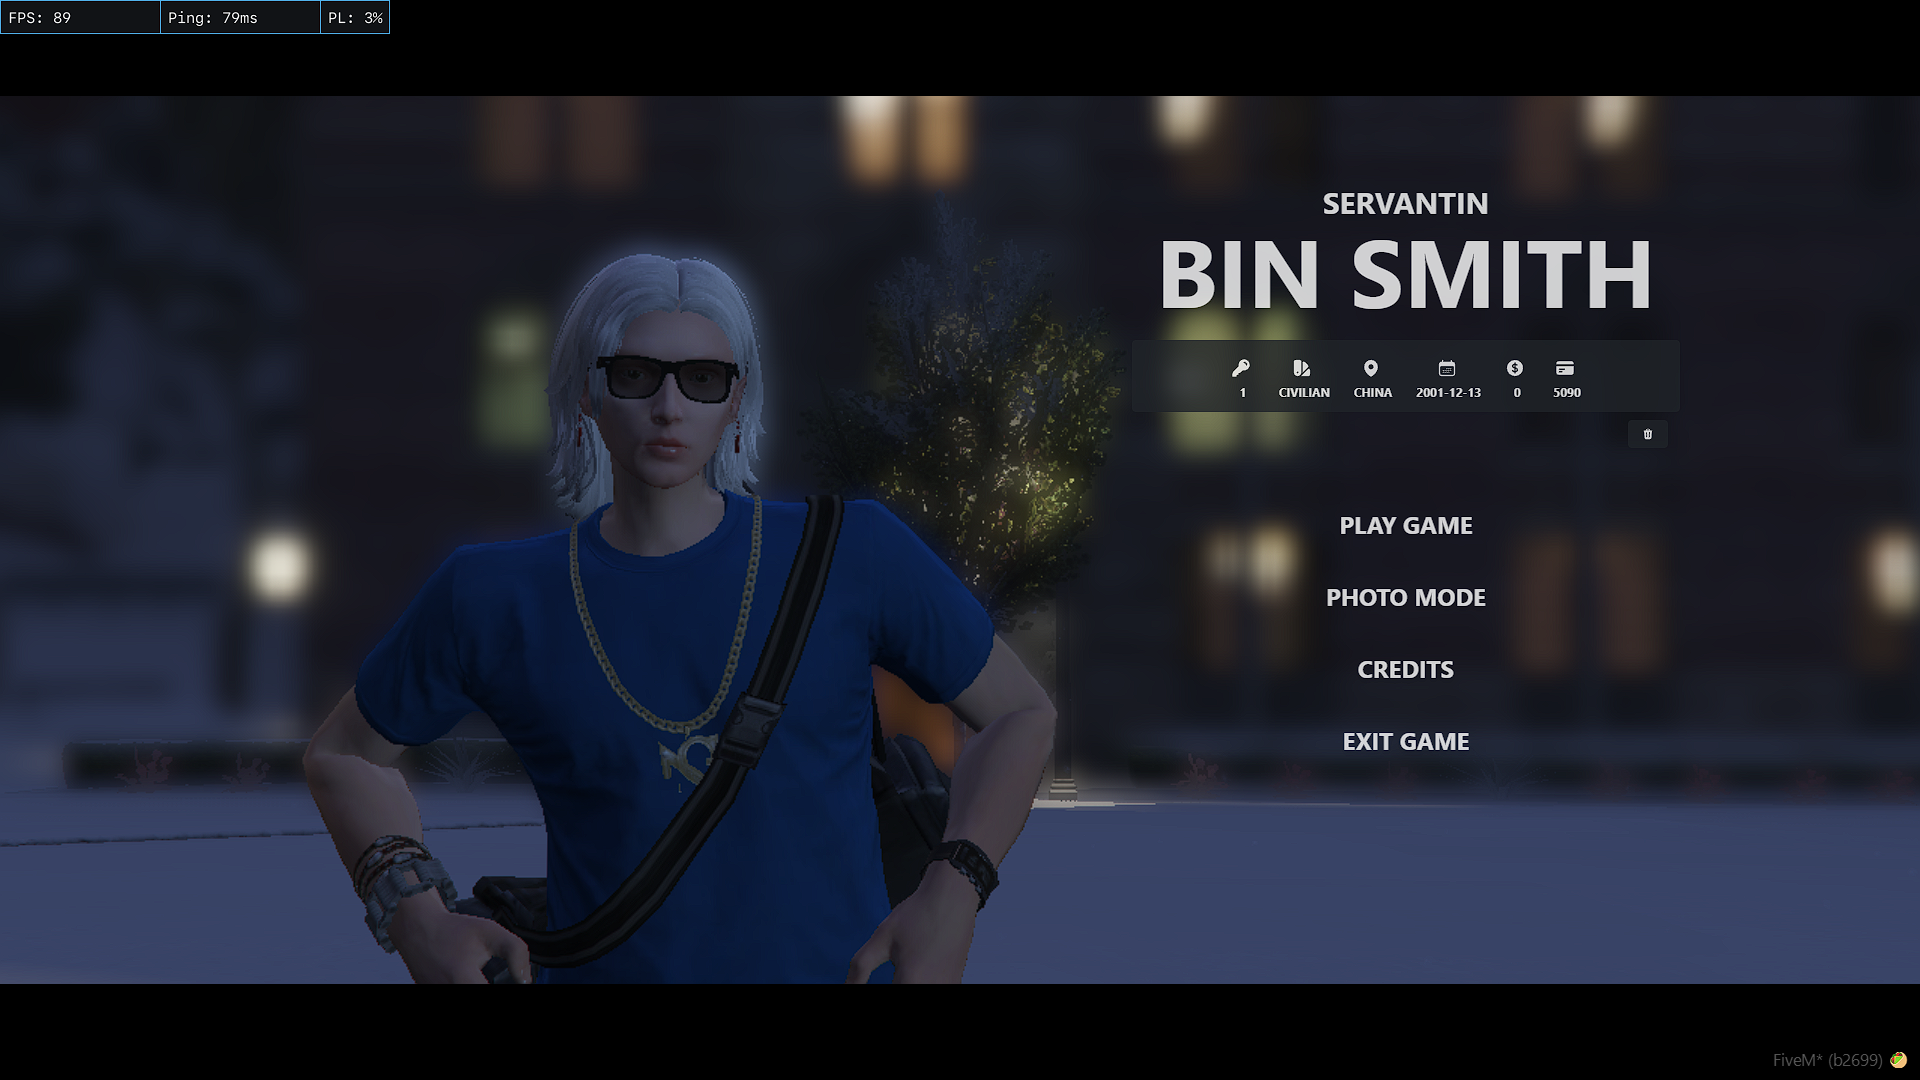 FPS: 89 Ping: 79ms PL: 3%
SERVANTIN
BIN SMITH
1 CIVILIAN CHINA 2001-12-13 0 5090
PLAY GAME
PHOTO MODE
CREDITS
EXIT GAME
FiveM* (b2699)